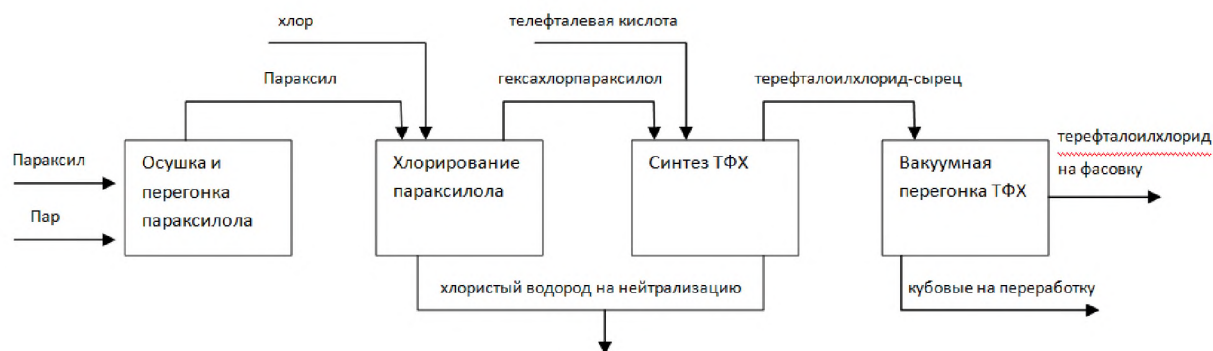 хлор
телефталевая кислота
Параксил
гексахлорпараксилол
терефталоилхлорид-сырец
Параксил
Пар
Осушка и
перегонка
параксилола
Хлорирование
параксилола
Синтез ТФХ
Вакуумная
перегонка ТФХ
терефталоилхлорид
на фасовку
хлористый водород на нейтрализацию
кубовые на переработку